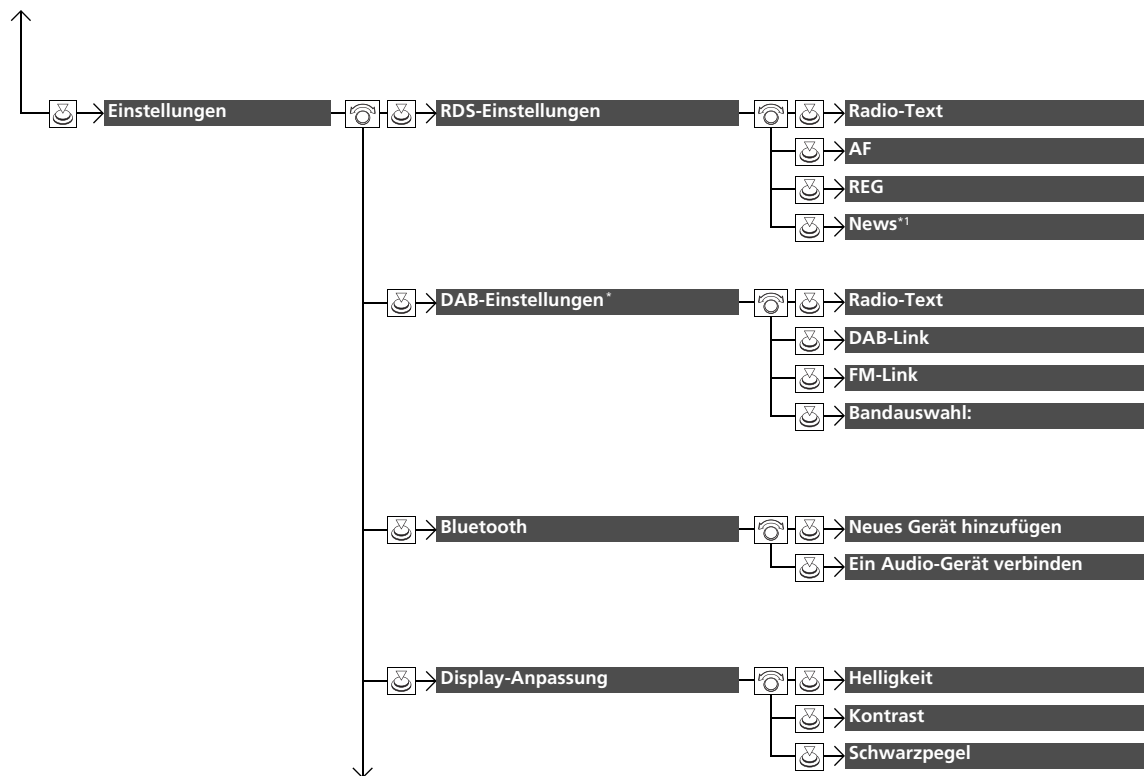 Einstellungen
RDS-Einstellungen
Radio-Text
AF
REG
News*1
DAB-Einstellungen*
Radio-Text
DAB-Link
FM-Link
Bandauswahl:
Bluetooth
Neues Gerät hinzufügen
Ein Audio-Gerät verbinden
Display-Anpassung
Helligkeit
Kontrast
Schwarzpegel